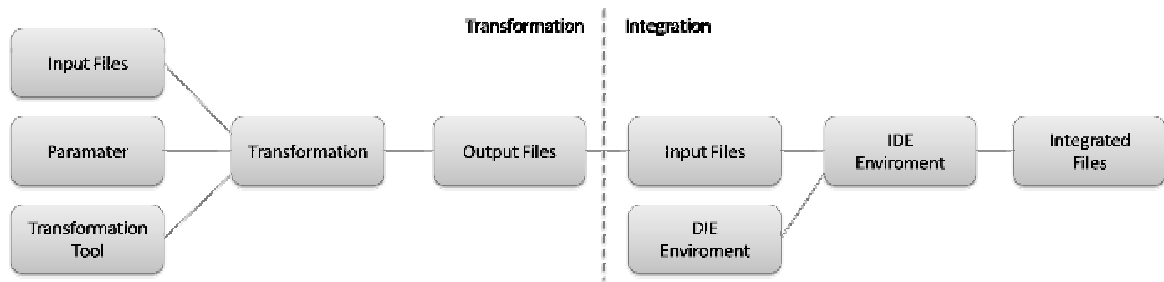 Transformation
Integration
Input Files
Paramater
Transformation
Tool
Transformation
Output Files
Input Files
DIE
Enviroment
IDE
Enviroment
Integrated
Files